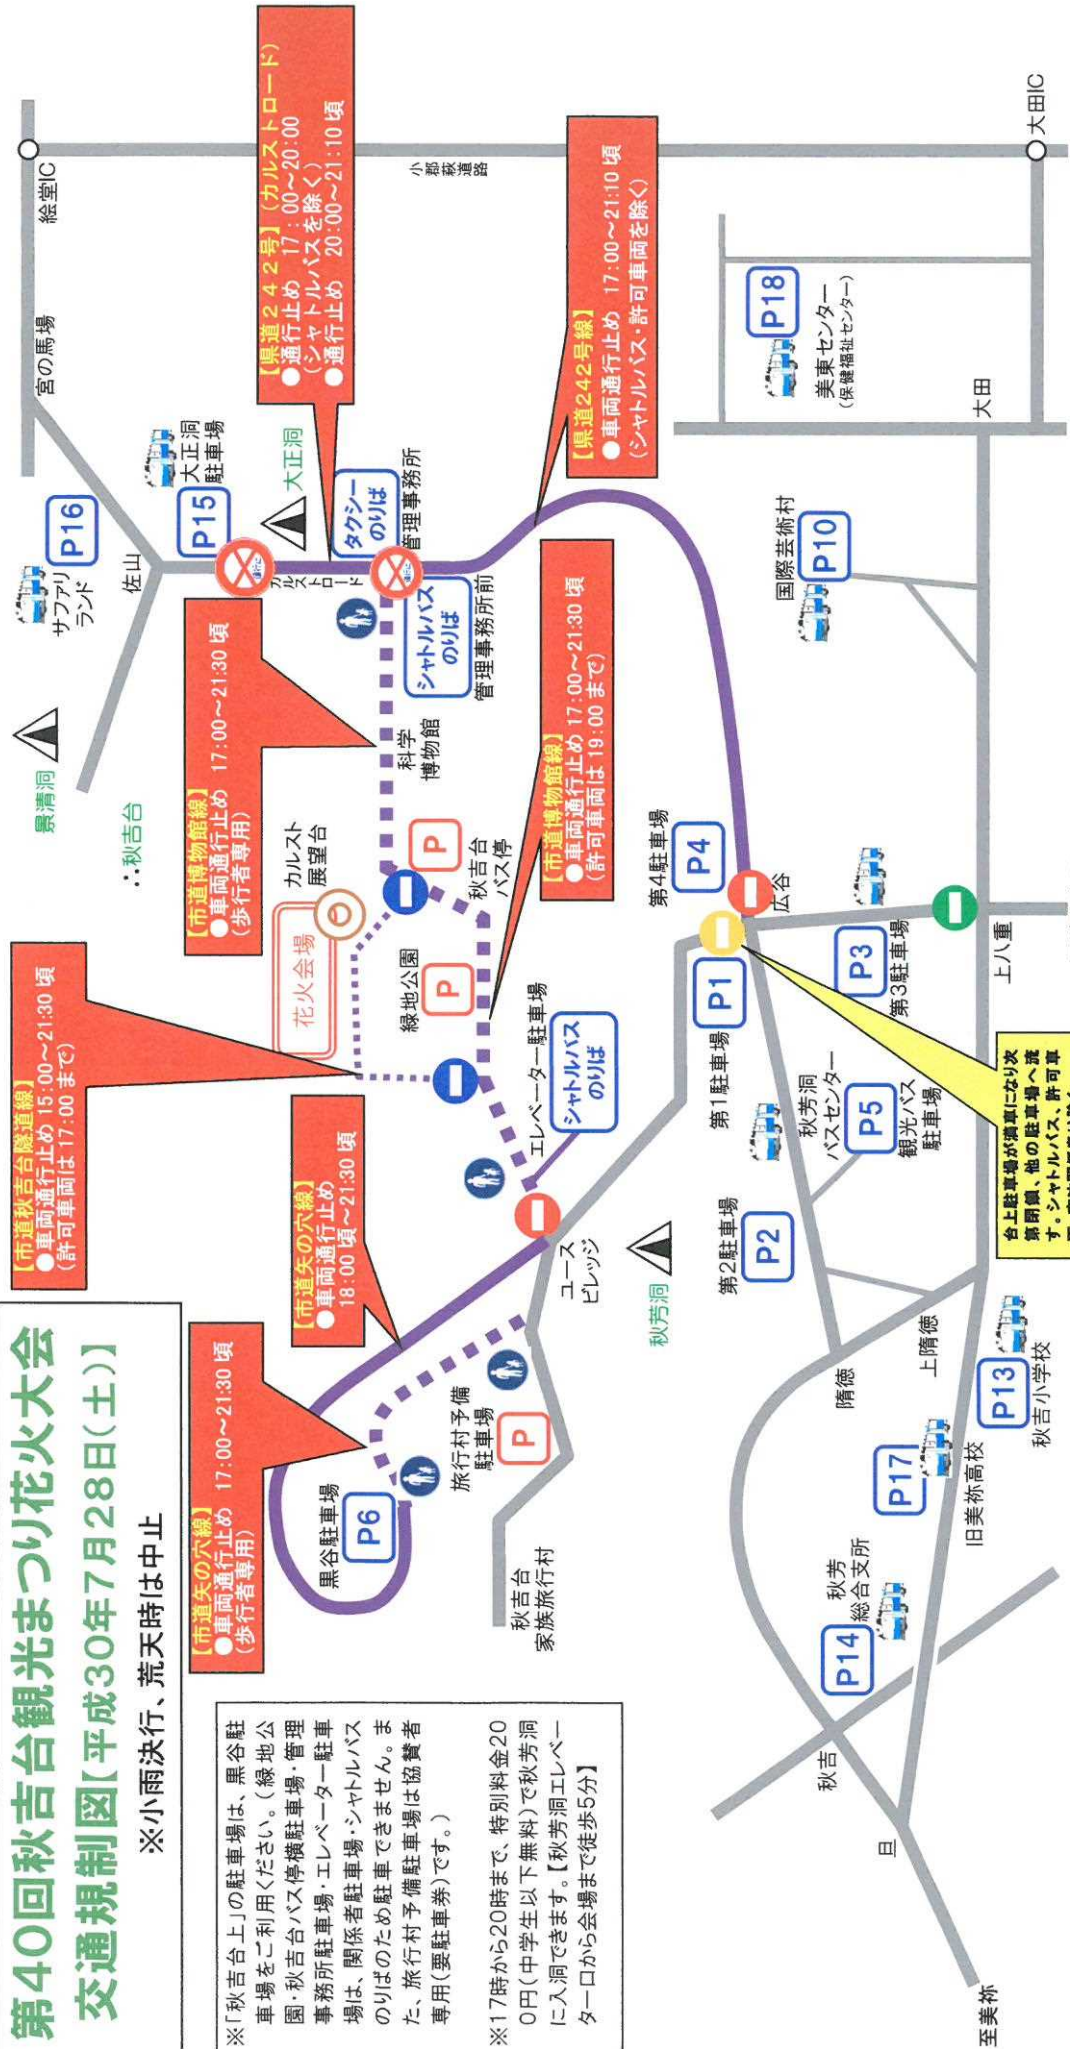 第40回秋吉台観光まつり花火大会
交通規制図【平成30年7月28日(土)】
※小雨決行、荒天時は中止
※「秋吉台上」の駐車場は、黒谷駐
車場をご利用ください。(緑地公
園・秋吉台バス停横駐車場・管理
事務所駐車場・エレベーター駐車
場は、関係者駐車場・シャトルバス
のりばのため駐車できません。ま
た、旅行村予備駐車場は協賛者
専用(要駐車券)です。)
※17時から20時まで、特別料金20
0円(中学生以下無料)で秋芳洞
に入洞できます。【秋芳洞エレベー
ター口から会場まで徒歩5分】
【市道秋吉台隧道線】
●車両通行止め 15:00~21:30 頃
(許可車両は 17:00 まで)
【市道矢の穴線】
●車両通行止め 17:00~21:30 頃
(歩行者専用)
【市道矢の穴線】
●車両通行止め
18:00 頃~21:30 頃
【市道博物館線】
●車両通行止め 17:00~21:30 頃
(歩行者専用)
【市道博物館線】
●車両通行止め 17:00~21:30 頃
(許可車両は 19:00 まで)
【県道242号】(カルストロード)
●通行止め 17:00~20:00
(シャトルバスを除く)
●通行止め 20:00~21:10 頃
【県道242号線】
●車両通行止め 17:00~21:10 頃
(シャトルバス・許可車両を除く)
景清洞
∴秋吉台
サファリ
ランド
P16
宮の馬場
絵堂IC
佐山
P15
大正洞
駐車場
大正洞
カルストロード
タクシー
のりば
管理事務所
シャトルバス
のりば
管理事務所前
小郡萩道路
大田IC
花火会場
カルスト
展望台
科学
博物館
緑地公園
P
P
秋吉台
バス停
エレベーター駐車場
シャトルバス
のりば
黒谷駐車場
P6
旅行村予備
駐車場
P
秋吉台
家族旅行村
ユース
ビレッジ
秋芳洞
第4駐車場
P4
広谷
P1
第1駐車場
P3
第3駐車場
上八重
第2駐車場
P2
秋芳洞
バスセンター
P5
観光バス
駐車場
国際芸術村
P10
P18
美東センター
(保健福祉センター)
大田
隋徳
上隋徳
P13
秋吉小学校
P17
旧美祢高校
P14
秋芳
総合支所
秋吉
旦
至美祢
台上駐車場が満車になり次
第閉鎖、他の駐車場へ流
す。シャトルバス、許可車